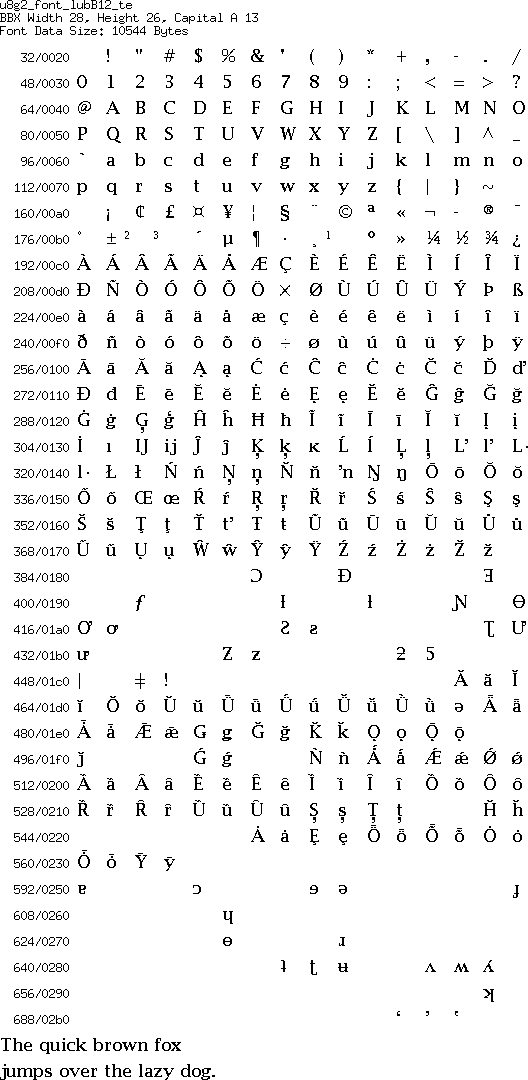 u8g2_font_lubB12_te
BBX Width 28, Height 26, Capital A 13
Font Data Size: 10544 Bytes
32/0020 ! " # $ % & ' ( ) * + , - . /
48/0030 0 1 2 3 4 5 6 7 8 9 : ; < = > ?
64/0040 @ A B C D E F G H I J K L M N O
80/0050 P Q R S T U V W X Y Z [ \ ] ^ _
96/0060 ` a b c d e f g h i j k l m n o
112/0070 p q r s t u v w x y z { | } ~
160/00a0 ¡ ¢ £ ¤ ¥ ¦ § ¨ © ª « ¬ - ® ¯
176/00b0 ° ± ² ³ ´ µ ¶ · ¸ ¹ º » ¼ ½ ¾ ¿
192/00c0 À Á Â Ã Ä Å Æ Ç È É Ê Ë Ì Í Î Ï
208/00d0 Ð Ñ Ò Ó Ô Õ Ö × Ø Ù Ú Û Ü Ý Þ ß
224/00e0 à á â ã ä å æ ç è é ê ë ì í î ï
240/00f0 ð ñ ò ó ô õ ö ÷ ø ù ú û ü ý þ ÿ
256/0100 Ā ā Ă ă Ą ą Ć ć Ĉ ĉ Ċ ċ Č č Ď ď
272/0110 Đ đ Ē ē Ĕ ĕ Ė ė Ę ę Ě ě Ĝ ĝ Ğ ğ
288/0120 Ġ ġ Ģ ģ Ĥ ĥ Ħ ħ Ĩ ĩ Ī ī Ĭ ĭ Į į
304/0130 İ ı Ĳ ĳ Ĵ ĵ Ķ ķ ĸ Ĺ ĺ Ļ ļ Ľ ľ Ŀ
320/0140 ŀ Ł ł Ń ń Ņ ņ Ň ň ŉ Ŋ ŋ Ō ō Ŏ ŏ
336/0150 Ő ő Œ œ Ŕ ŕ Ŗ ŗ Ř ř Ś ś Ŝ ŝ Ş ş
352/0160 Š š Ţ ţ Ť ť Ŧ ŧ Ũ ũ Ū ū Ŭ ŭ Ů ů
368/0170 Ű ű Ų ų Ŵ ŵ Ŷ ŷ Ÿ Ź ź Ż ż Ž ž
384/0180 Ɔ Ɖ Ǝ
400/0190 ƒ Ɨ ƚ Ɲ Ɵ
416/01a0 Ơ ơ Ƨ ƨ Ʈ Ư
432/01b0 ư Ƶ ƶ ƻ Ƽ
448/01c0 ǀ ǂ ǃ Ǎ ǎ Ǐ
464/01d0 ǐ Ǒ ǒ Ǔ ǔ Ǖ ǖ Ǘ ǘ Ǚ ǚ Ǜ ǜ ǝ Ǟ ǟ
480/01e0 Ǡ ǡ Ǣ ǣ Ǥ ǥ Ǧ ǧ Ǩ ǩ Ǫ ǫ Ǭ ǭ
496/01f0 ǰ Ǵ ǵ Ǹ ǹ Ǻ ǻ Ǽ ǽ Ǿ ǿ
512/0200 Ȁ ȁ Ȃ ȃ Ȅ ȅ Ȇ ȇ Ȉ ȉ Ȋ ȋ Ȍ ȍ Ȏ ȏ
528/0210 Ȑ ȑ Ȓ ȓ Ȕ ȕ Ȗ ȗ Ș ș Ț ț Ȟ ȟ
544/0220 Ȧ ȧ Ȩ ȩ Ȫ ȫ Ȭ ȭ Ȯ ȯ
560/0230 Ȱ ȱ Ȳ ȳ
592/0250 ɐ ɔ ɘ ə ɟ
608/0260 ɥ
624/0270 ɵ ɹ
640/0280 ʇ ʈ ʉ ʌ ʍ ʎ
656/0290 ʞ
688/02b0 ʻ ʼ ʽ
The quick brown fox
jumps over the lazy dog.